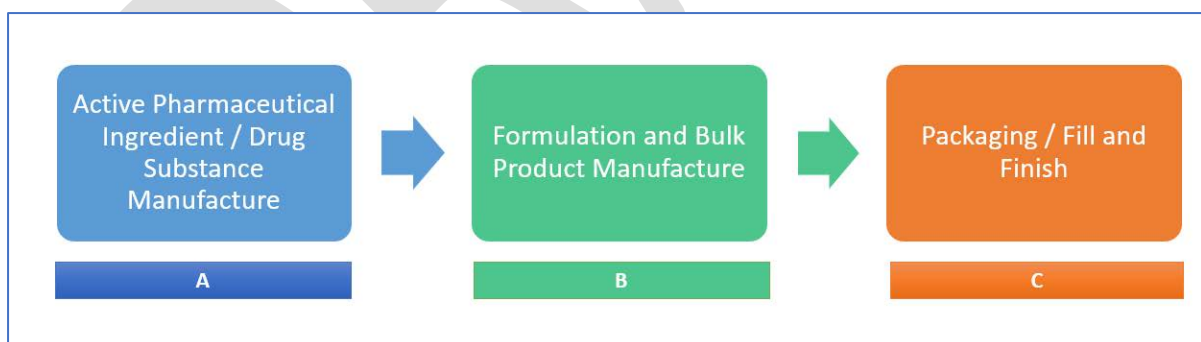 Active Pharmaceutical
Ingredient / Drug
Substance
Manufacture
Formulation and Bulk
Product Manufacture
Packaging / Fill and
Finish
A
B
C